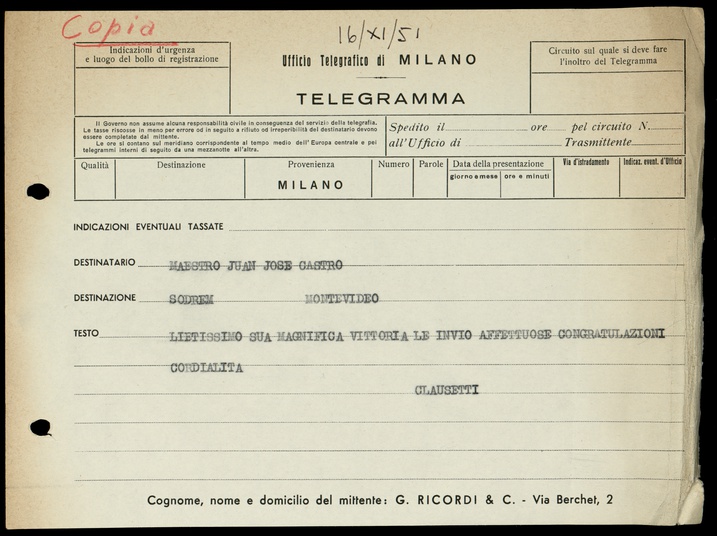 Copia
16/XI/51
Indicazioni d'urgenza
e luogo del bollo di registrazione
Ufficio Telegrafico di MILANO
TELEGRAMMA
Circuito sul quale si deve fare
l'inoltro del Telegramma
Il Governo non assume alcuna responsabilità civile in conseguenza del servizio della telegrafia.
Le tasse riscosse in meno per errore od in seguito a rifiuto od irreperibilità del destinatario devono
essere completate dal mittente.
Le ore si contano sul meridiano corrispondente al tempo medio dell'Europa centrale e pei
telegrammi interni di seguito da una mezzanotte all'altra.
Spedito il ore pel circuito N.
all'Ufficio di Trasmittente
Qualità Destinazione Provenienza Numero Parole Data della presentazione Via d'istradamento Indicaz. event. d'Ufficio
giorno e mese ore e minuti
MILANO
INDICAZIONI EVENTUALI TASSATE
DESTINATARIO MAESTRO JUAN JOSE CASTRO
DESTINAZIONE SODREM MONTEVIDEO
TESTO LIETISSIMO SUA MAGNIFICA VITTORIA LE INVIO AFFETTUOSE CONGRATULAZIONI
CORDIALITA
CLAUSETTI
Cognome, nome e domicilio del mittente: G. RICORDI & C. - Via Berchet, 2